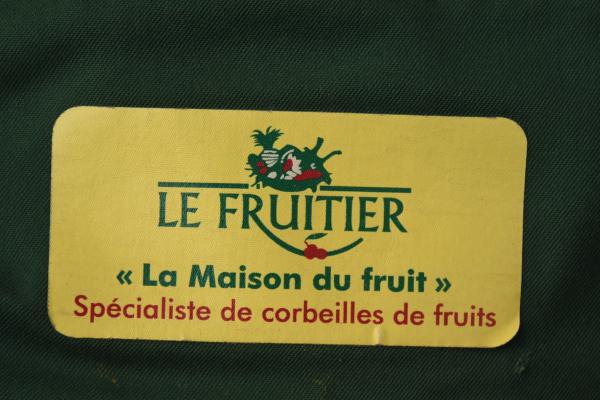 LE FRUITIER
« La Maison du fruit »
Spécialiste de corbeilles de fruits